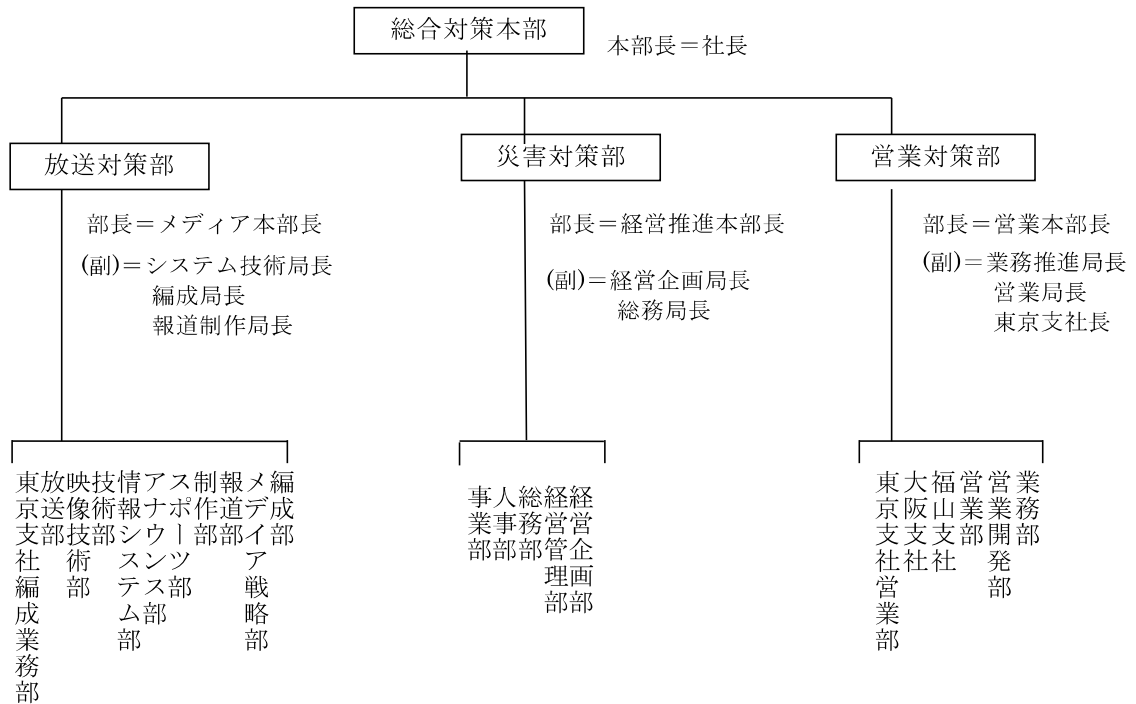 総合対策本部
本部長＝社長
放送対策部
災害対策部
営業対策部
部長＝メディア本部長
(副)＝システム技術局長
編成局長
報道制作局長
部長＝経営推進本部長
(副)＝経営企画局長
総務局長
部長＝営業本部長
(副)＝業務推進局長
営業局長
東京支社長
編成部
メデイア戦略部
報道部
制作部
スポーツ部
アナウンス部
情報システム部
技術部
映像技術部
放送部
東京支社編成業務部
経営企画部
経営管理部
総務部
人事部
事業部
業務部
営業開発部
営業部
福山支社
大阪支社
東京支社営業部